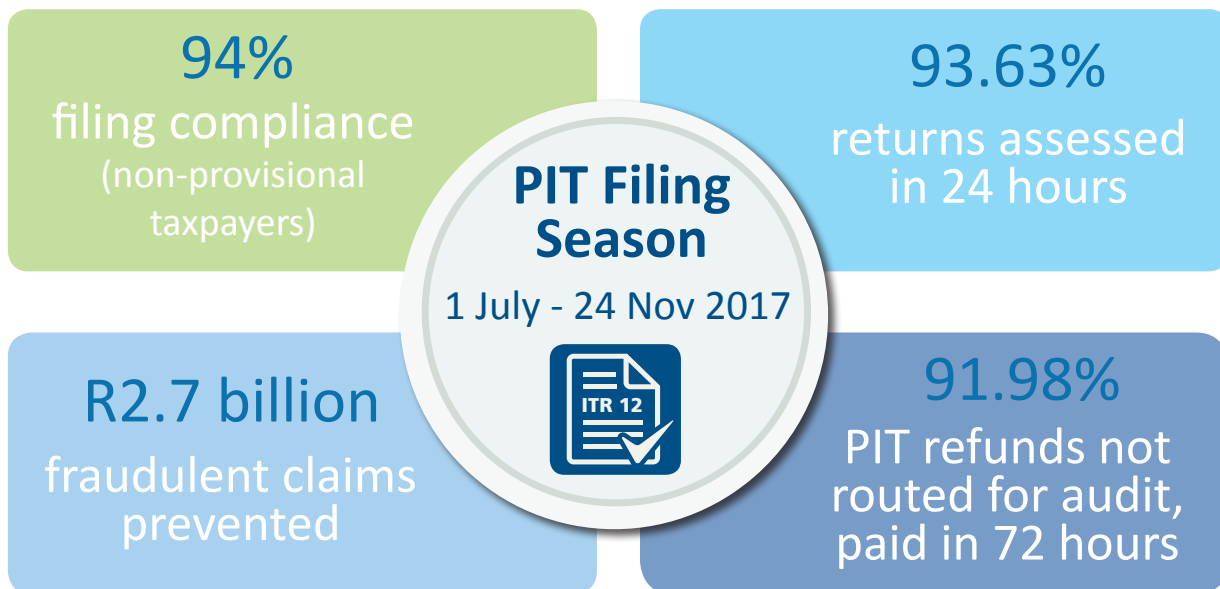 94%
filing compliance
(non-provisional
taxpayers)
93.63%
returns assessed
in 24 hours
PIT Filing
Season
1 July - 24 Nov 2017
ITR 12
R2.7 billion
fraudulent claims
prevented
91.98%
PIT refunds not
routed for audit,
paid in 72 hours